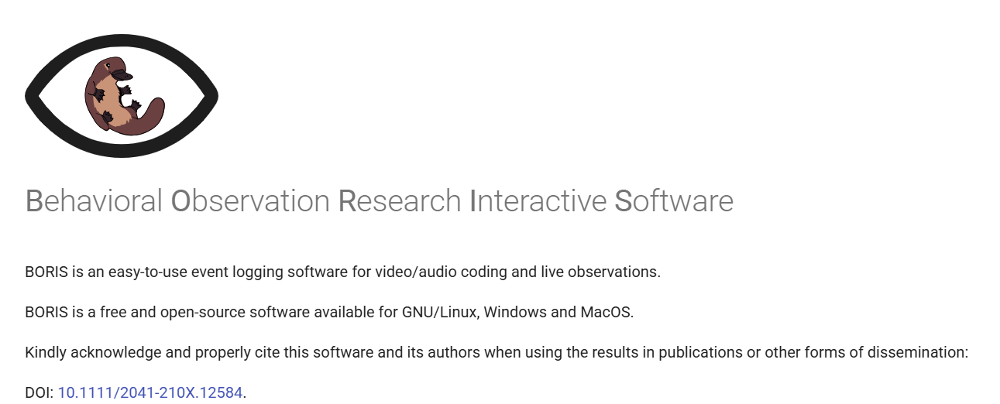 Behavioral Observation Research Interactive Software
BORIS is an easy-to-use event logging software for video/audio coding and live observations.
BORIS is a free and open-source software available for GNU/Linux, Windows and MacOS.
Kindly acknowledge and properly cite this software and its authors when using the results in publications or other forms of dissemination:
DOI: 10.1111/2041-210X.12584.